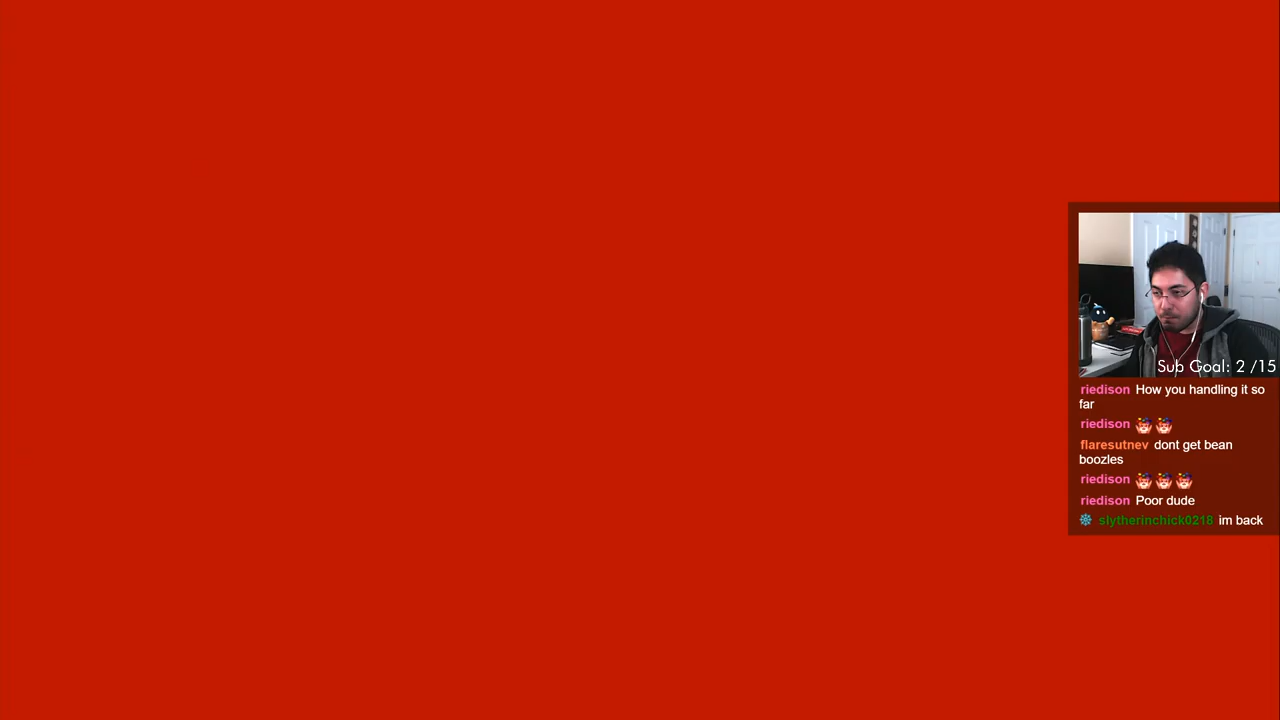 Sub Goal: 2 /15
riedison How you handling it so
far
riedison
flaresutnev dont get bean
boozles
riedison
riedison Poor dude
slytherinchick0218 im back